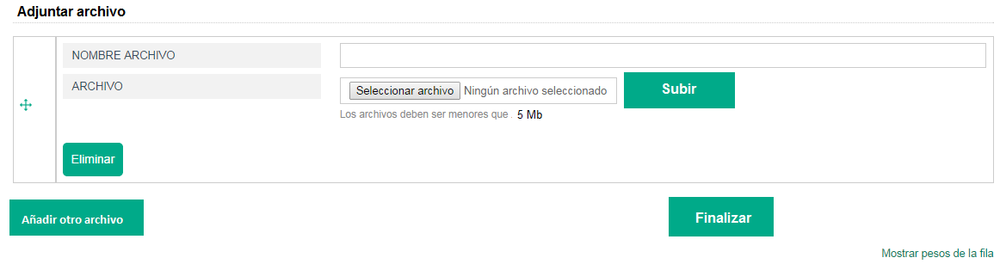 Adjuntar archivo
NOMBRE ARCHIVO
ARCHIVO
Seleccionar archivo Ningún archivo seleccionado
Subir
Los archivos deben ser menores que . 5 Mb
Eliminar
Añadir otro archivo
Finalizar
Mostrar pesos de la fila